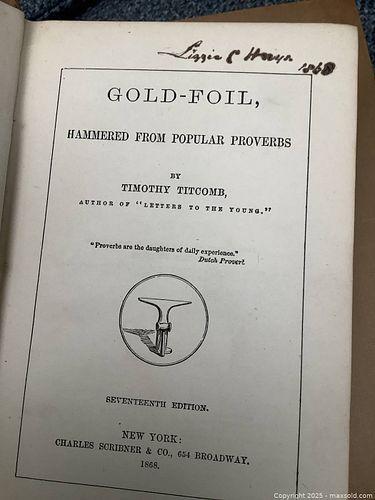 Lizzie C
1868
GOLD-FOIL,
HAMMERED FROM POPULAR PROVERBS
BY
TIMOTHY TITCOMB,
AUTHOR OF "LETTERS TO THE YOUNG."
"Proverbs are the daughters of daily experience."
Dutch Proverb.
SEVENTEENTH EDITION.
NEW YORK:
CHARLES SCRIBNER & CO., 654 BROADWAY.
1868.
© Copyright 2025 - maxsold.com